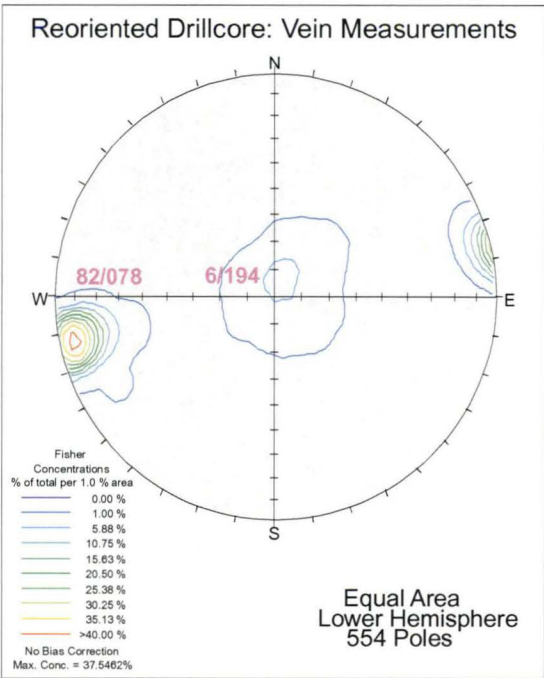 Reoriented Drillcore: Vein Measurements
N
82/078
6/194
W
E
S
Fisher
Concentrations
% of total per 1.0 % area
0.00 %
1.00 %
5.88 %
10.75 %
15.63 %
20.50 %
25.38 %
30.25 %
35.13 %
>40.00 %
No Bias Correction
Max. Conc. = 37.5462%
Equal Area
Lower Hemisphere
554 Poles